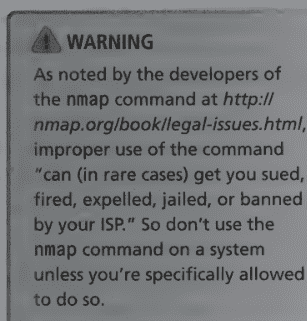 WARNING
As noted by the developers of
the nmap command at http://
nmap.org/book/legal-issues.html,
improper use of the command
"can (in rare cases) get you sued,
fired, expelled, jailed, or banned
by your ISP." So don't use the
nmap command on a system
unless you're specifically allowed
to do so.